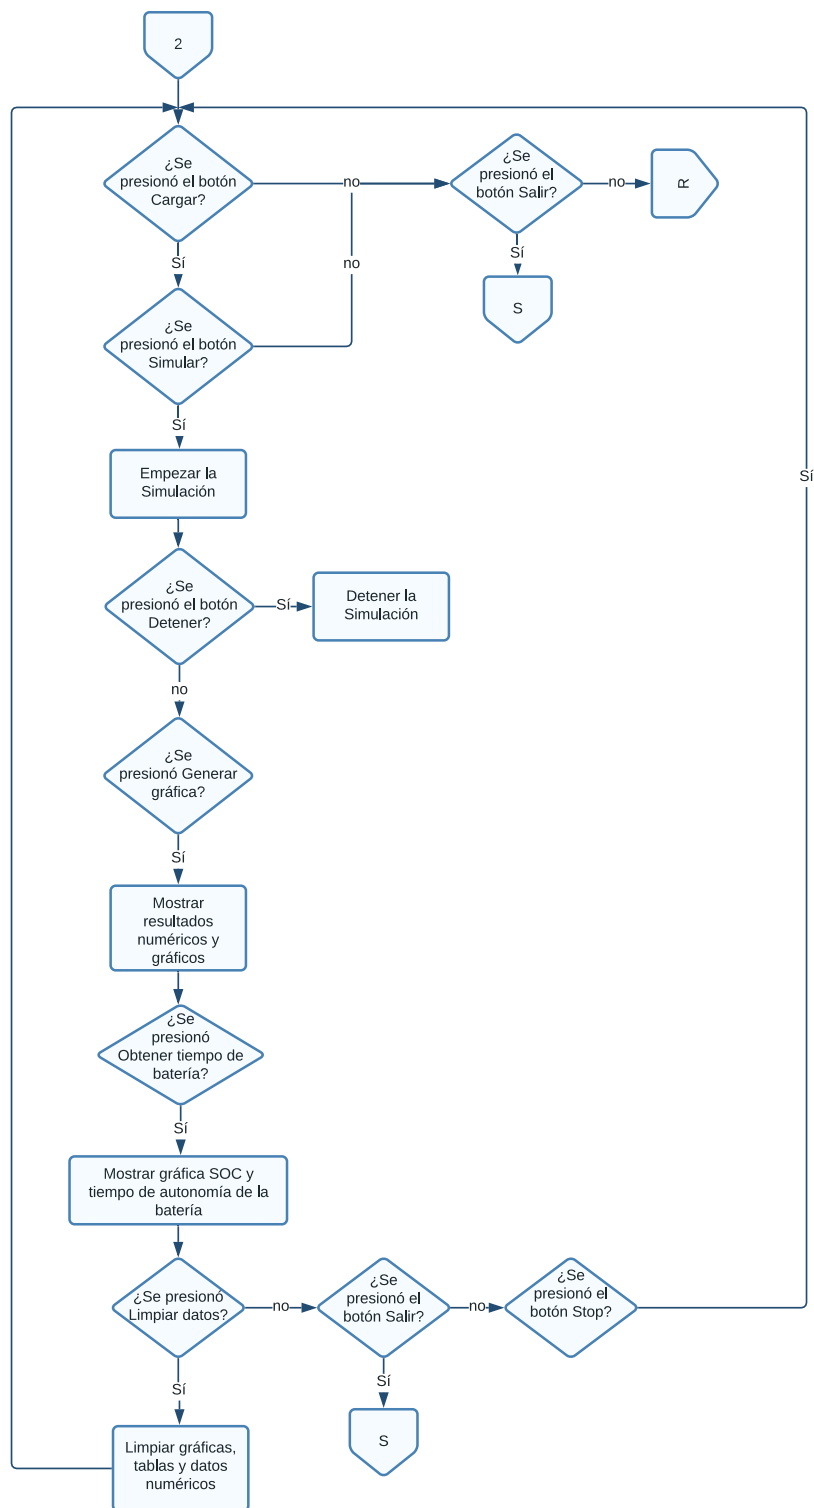 2
¿Se
presionó el botón
Cargar?
no
¿Se
presionó el
botón Salir?
no
R
Sí
S
Sí
no
¿Se
presionó el botón
Simular?
Sí
Empezar la
Simulación
Sí
¿Se
presionó el botón
Detener?
Sí
Detener la
Simulación
no
¿Se
presionó Generar
gráfica?
Sí
Mostrar
resultados
numéricos y
gráficos
¿Se
presionó
Obtener tiempo de
batería?
Sí
Mostrar gráfica SOC y
tiempo de autonomía de la
batería
¿Se presionó
Limpiar datos?
no
¿Se
presionó el
botón Salir?
no
¿Se
presionó el
botón Stop?
Sí
Sí
S
Limpiar gráficas,
tablas y datos
numéricos